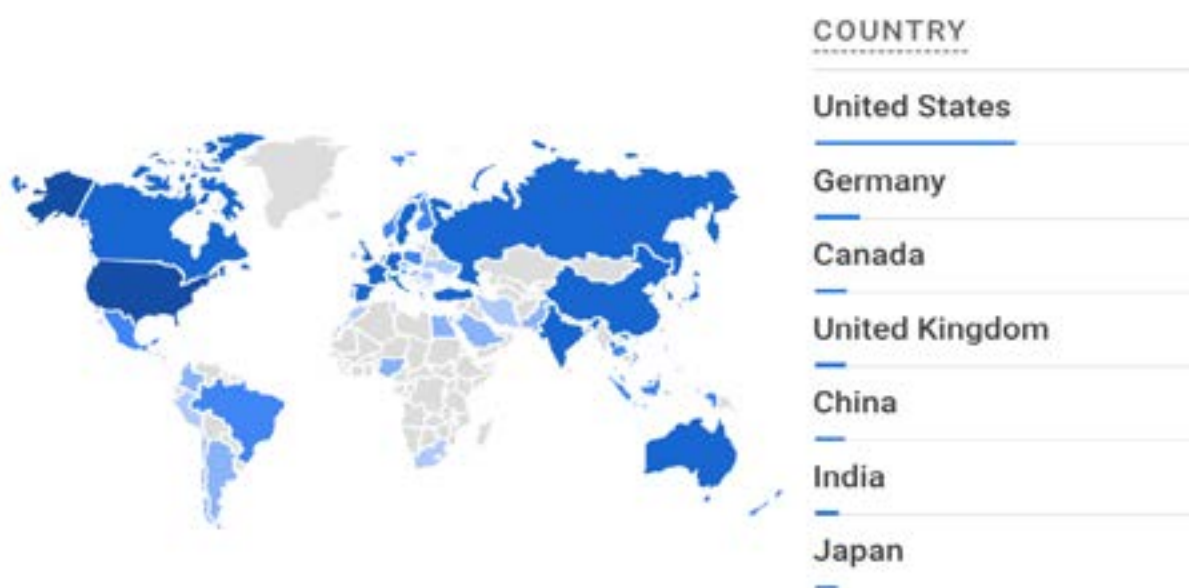 COUNTRY
United States
Germany
Canada
United Kingdom
China
India
Japan